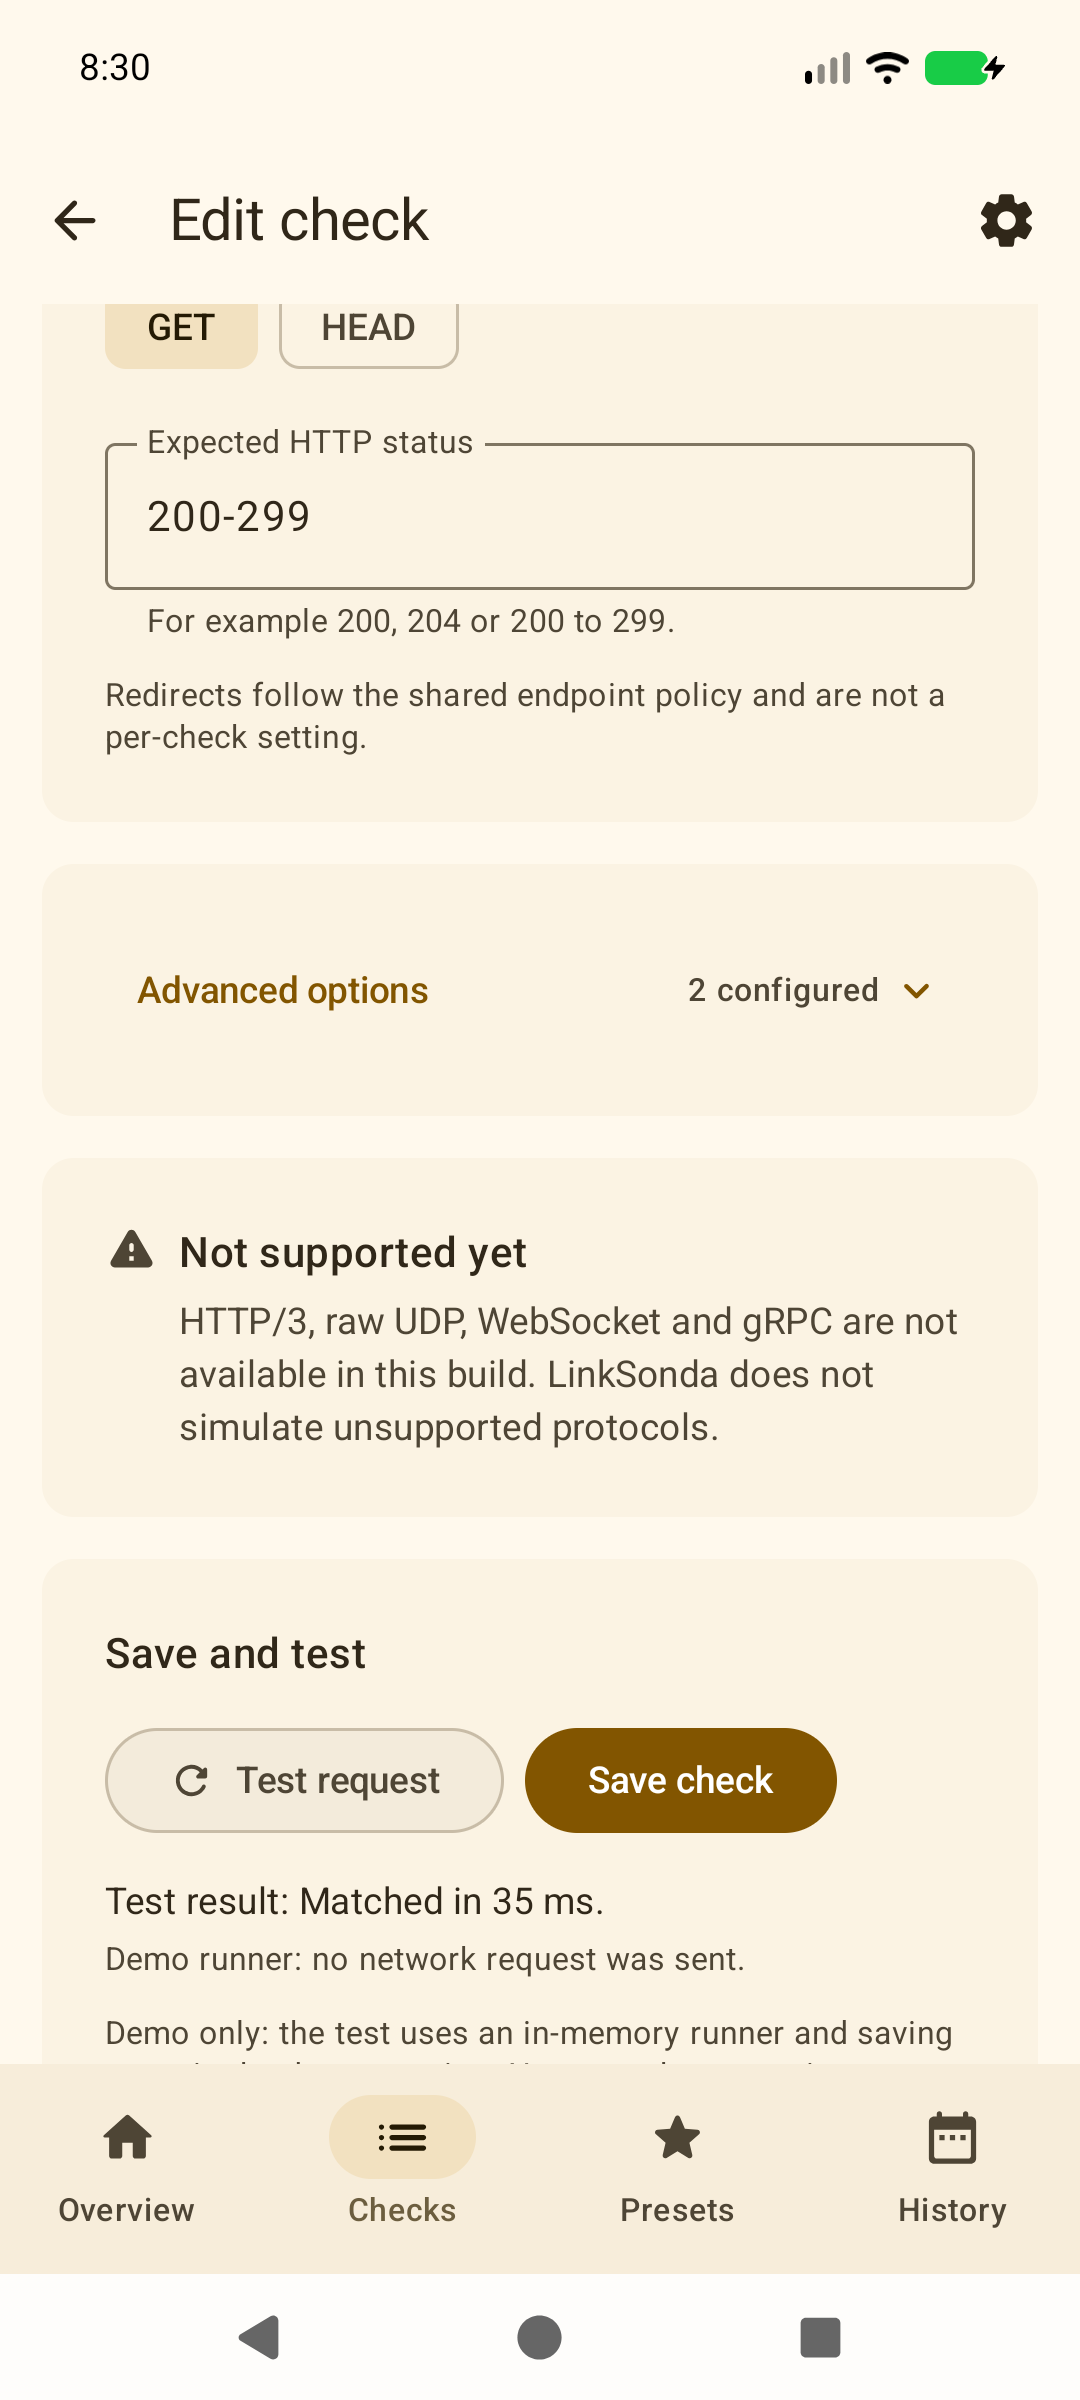 8:30
Edit check
GET
HEAD
Expected HTTP status
200-299
For example 200, 204 or 200 to 299.
Redirects follow the shared endpoint policy and are not a
per-check setting.
Advanced options
2 configured
Not supported yet
HTTP/3, raw UDP, WebSocket and gRPC are not
available in this build. LinkSonda does not
simulate unsupported protocols.
Save and test
Test request
Save check
Test result: Matched in 35 ms.
Demo runner: no network request was sent.
Demo only: the test uses an in-memory runner and saving
Overview
Checks
Presets
History